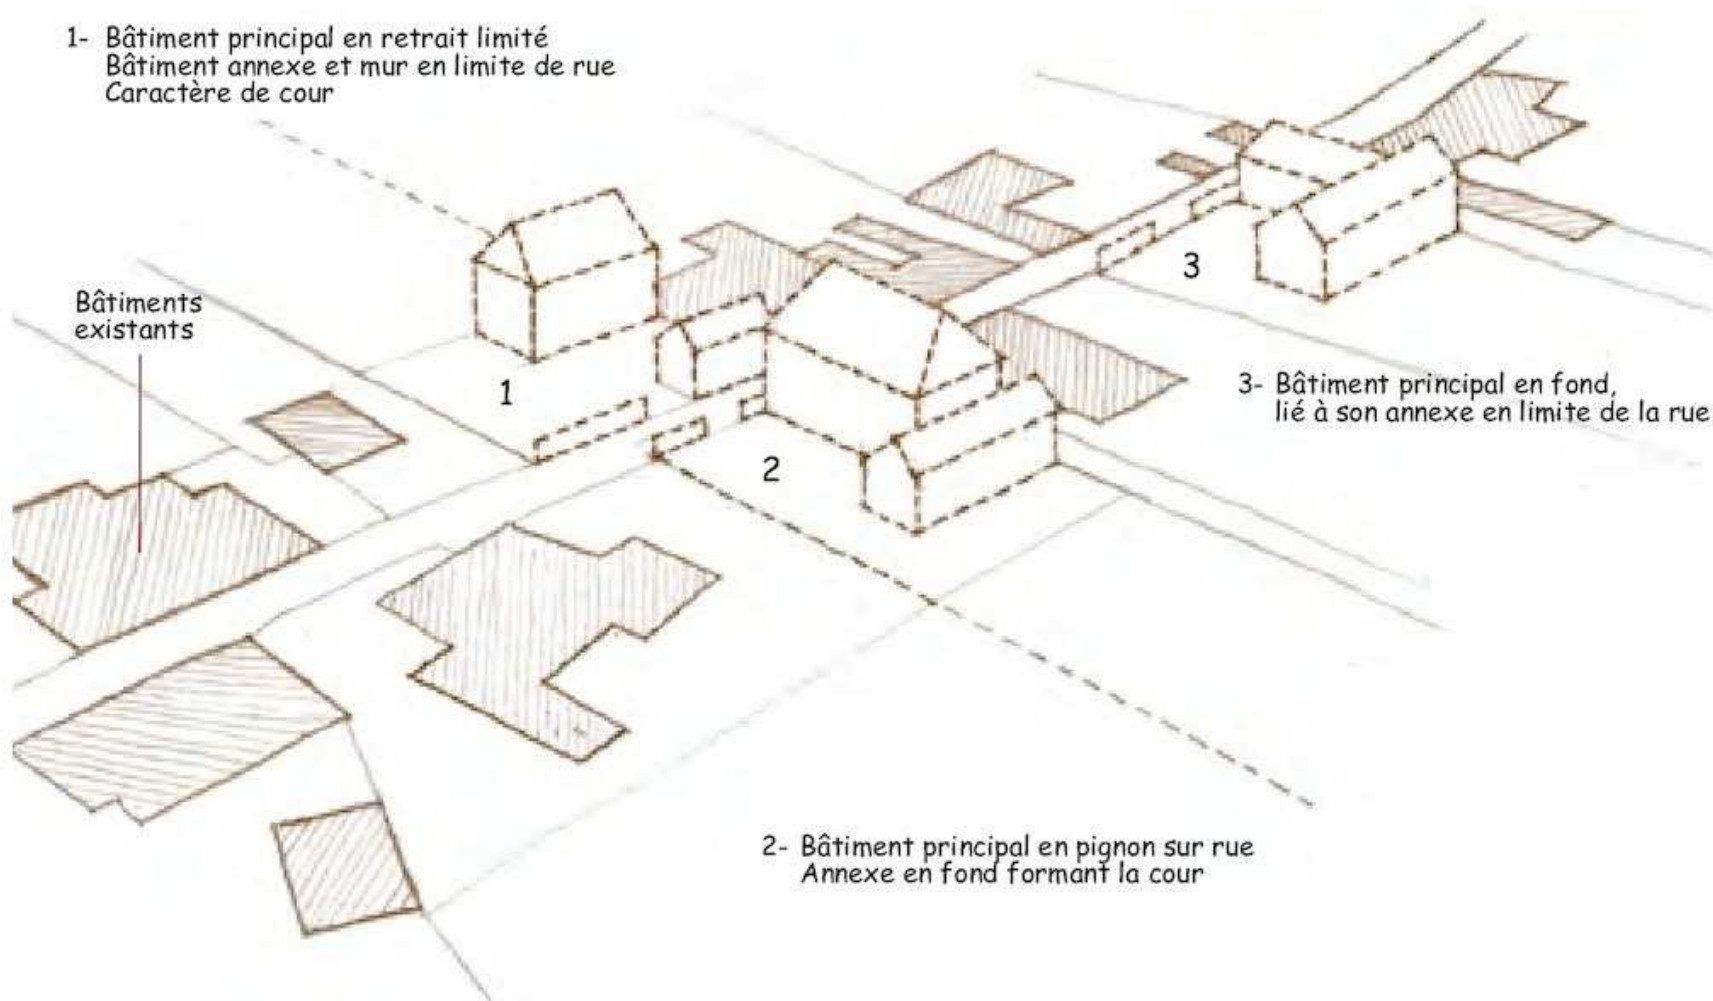 1- Bâtiment principal en retrait limité
Bâtiment annexe et mur en limite de rue
Caractère de cour
Bâtiments
existants
1
2
3
3- Bâtiment principal en fond,
lié à son annexe en limite de la rue
2- Bâtiment principal en pignon sur rue
Annexe en fond formant la cour